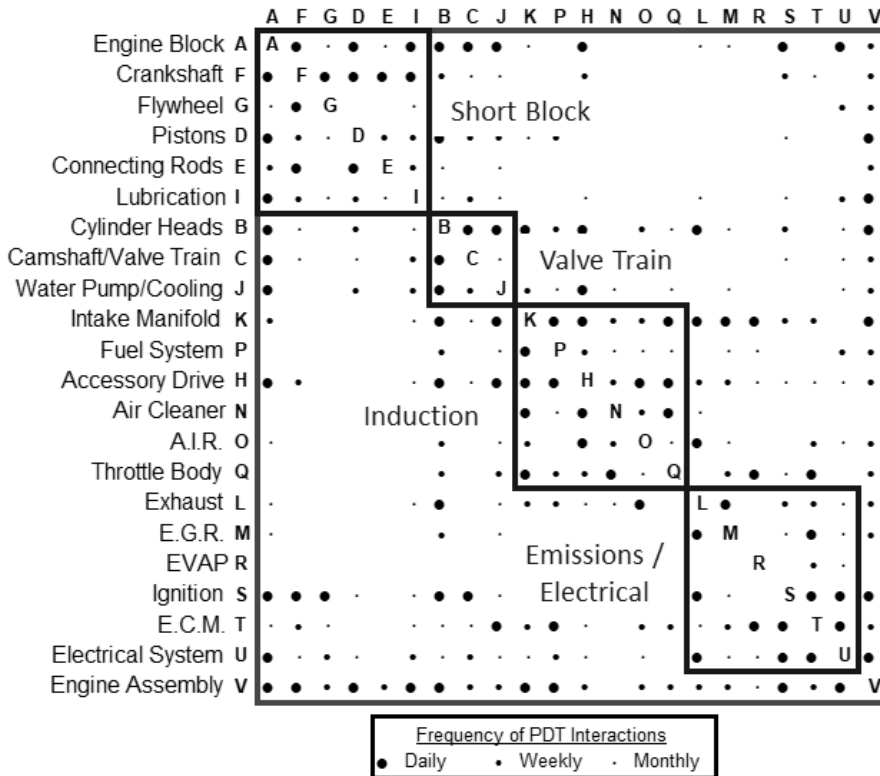 A F G D E I B C J K P H N O Q L M R S T U V
Engine Block A A
Crankshaft F F
Flywheel G G
Short Block
Pistons D D
Connecting Rods E E
Lubrication I I
Cylinder Heads B B
Camshaft/Valve Train C C
Valve Train
Water Pump/Cooling J J
Intake Manifold K K
Fuel System P P
Accessory Drive H H
Air Cleaner N N
Induction
A.I.R. O O
Throttle Body Q Q
Exhaust L L
E.G.R. M M
Emissions /
EVAP R R
Electrical
Ignition S S
E.C.M. T T
Electrical System U U
Engine Assembly V V
Frequency of PDT Interactions
● Daily • Weekly · Monthly